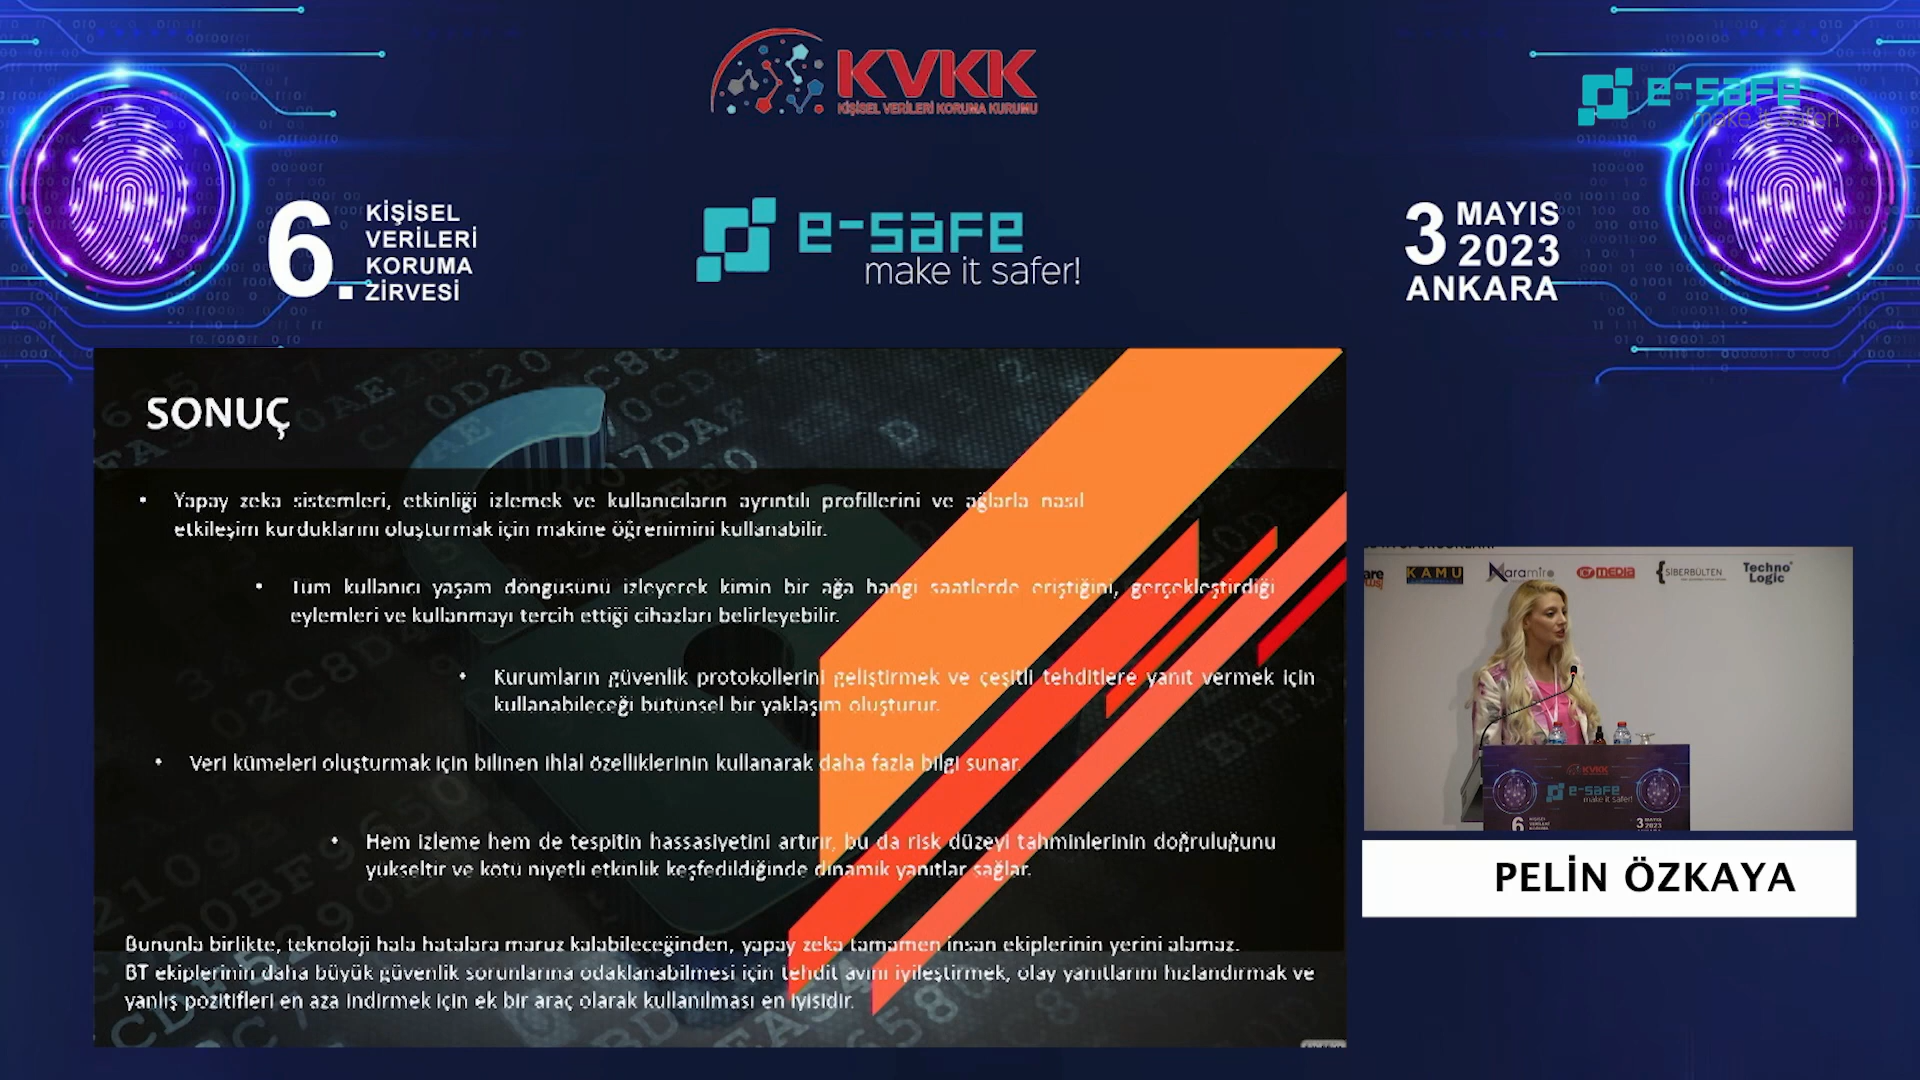 KVKK
KİŞİSEL VERİLERİ KORUMA KURUMU
e-safe
make it safer!
6.
KİŞİSEL
VERİLERİ
KORUMA
ZİRVESİ
e-safe
make it safer!
3 MAYIS
2023
ANKARA
SONUÇ
• Yapay zeka sistemleri, etkinliği izlemek ve kullanıcıların ayrıntılı profillerini ve ağlarla nasıl
etkileşim kurduklarını oluşturmak için makine öğrenimini kullanabilir.
• Tüm kullanıcı yaşam döngüsünü izleyerek kimin bir ağa hangi saatlerde eriştiğini, gerçekleştirdiği
eylemleri ve kullanmayı tercih ettiği cihazları belirleyebilir.
• Kurumların güvenlik protokollerini geliştirmek ve çeşitli tehditlere yanıt vermek için
kullanabileceği bütünsel bir yaklaşım oluşturur.
• Veri kümeleri oluşturmak için bilinen ihlal özelliklerinin kullanarak daha fazla bilgi sunar.
• Hem izleme hem de tespitin hassasiyetini artırır, bu da risk düzeyi tahminlerinin doğruluğunu
yükseltir ve kötü niyetli etkinlik keşfedildiğinde dinamik yanıtlar sağlar.
Bununla birlikte, teknoloji hala hatalara maruz kalabileceğinden, yapay zeka tamamen insan ekiplerinin yerini alamaz.
BT ekiplerinin daha büyük güvenlik sorunlarına odaklanabilmesi için tehdit avını iyileştirmek, olay yanıtlarını hızlandırmak ve
yanlış pozitifleri en aza indirmek için ek bir araç olarak kullanılması en iyisidir.
KAMU
Naramiro
MEDIA
SİBERBÜLTEN
Techno
Logic
KVKK
e-safe
make it safer!
6
3 MAYIS
2023
PELİN ÖZKAYA